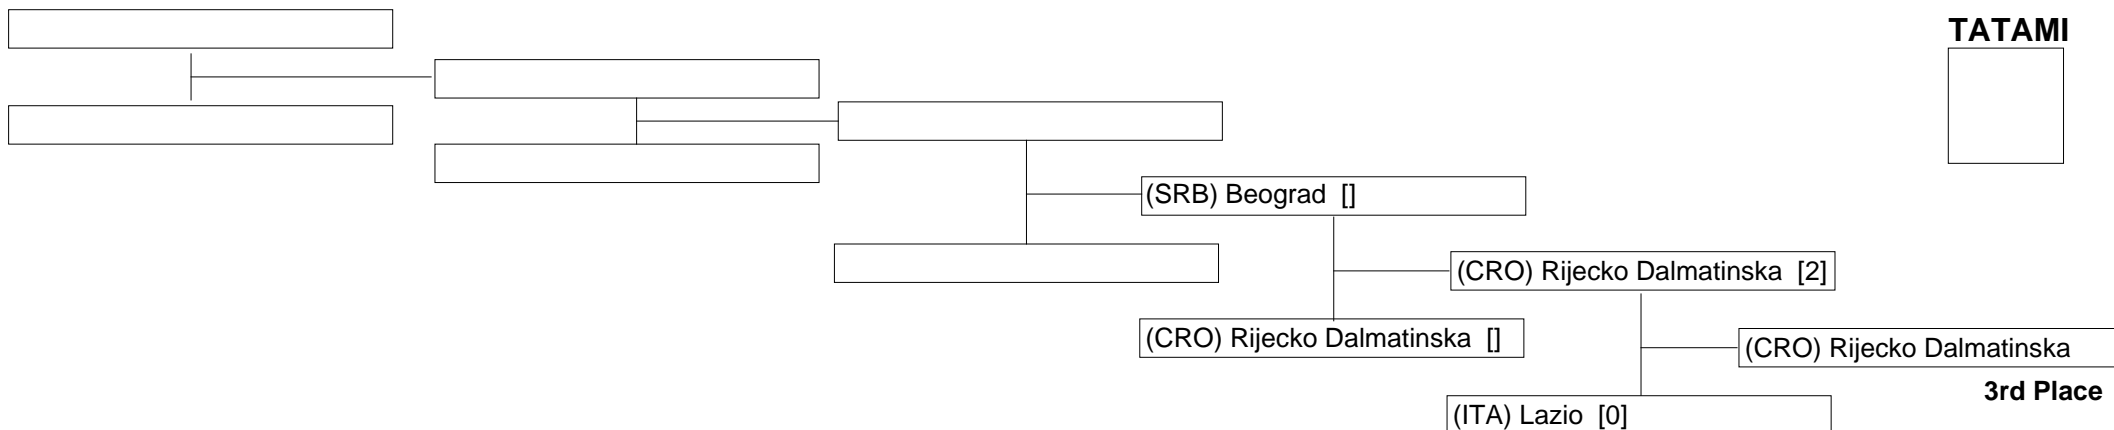 TATAMI
(SRB) Beograd []
(CRO) Rijecko Dalmatinska [2]
(CRO) Rijecko Dalmatinska []
(CRO) Rijecko Dalmatinska
3rd Place
(ITA) Lazio [0]